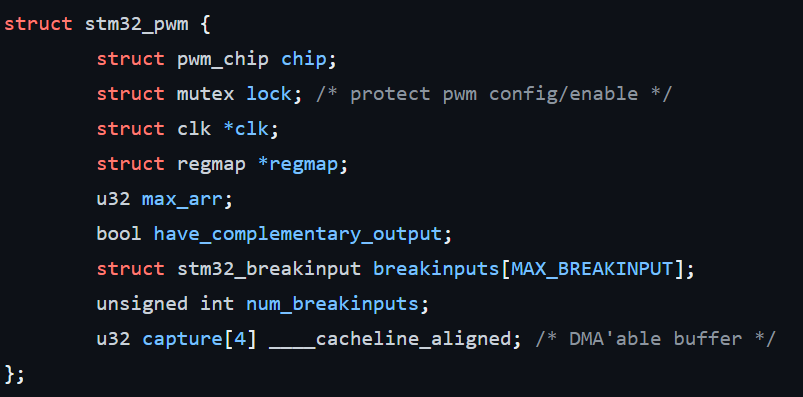 struct stm32_pwm {
struct pwm_chip chip;
struct mutex lock; /* protect pwm config/enable */
struct clk *clk;
struct regmap *regmap;
u32 max_arr;
bool have_complementary_output;
struct stm32_breakinput breakinputs[MAX_BREAKINPUT];
unsigned int num_breakinputs;
u32 capture[4] ____cacheline_aligned; /* DMA'able buffer */
};